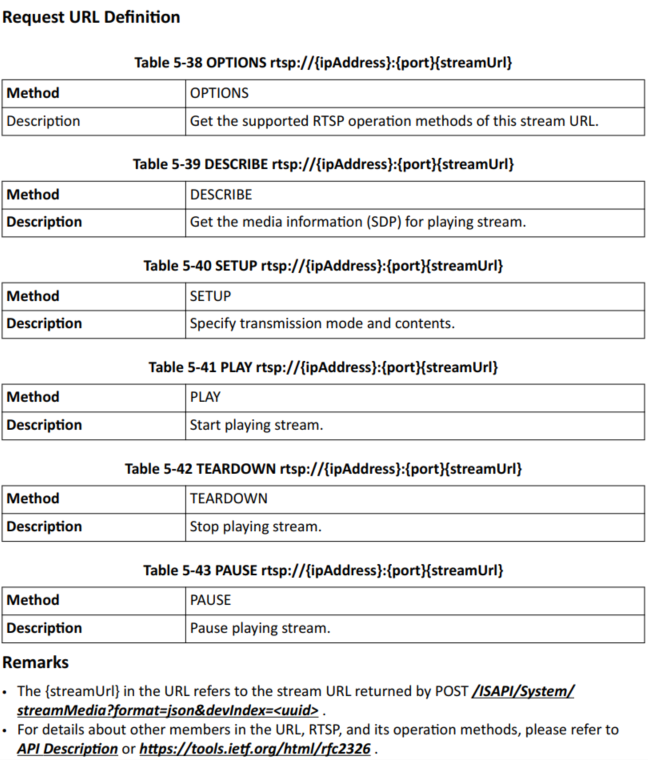 Request URL Definition
Table 5-38 OPTIONS rtsp://{ipAddress}:{port}{streamUrl}
Method OPTIONS
Description Get the supported RTSP operation methods of this stream URL.
Table 5-39 DESCRIBE rtsp://{ipAddress}:{port}{streamUrl}
Method DESCRIBE
Description Get the media information (SDP) for playing stream.
Table 5-40 SETUP rtsp://{ipAddress}:{port}{streamUrl}
Method SETUP
Description Specify transmission mode and contents.
Table 5-41 PLAY rtsp://{ipAddress}:{port}{streamUrl}
Method PLAY
Description Start playing stream.
Table 5-42 TEARDOWN rtsp://{ipAddress}:{port}{streamUrl}
Method TEARDOWN
Description Stop playing stream.
Table 5-43 PAUSE rtsp://{ipAddress}:{port}{streamUrl}
Method PAUSE
Description Pause playing stream.
Remarks
• The {streamUrl} in the URL refers to the stream URL returned by POST /ISAPI/System/
streamMedia?format=json&devIndex=<uuid> .
• For details about other members in the URL, RTSP, and its operation methods, please refer to
API Description or https://tools.ietf.org/html/rfc2326 .